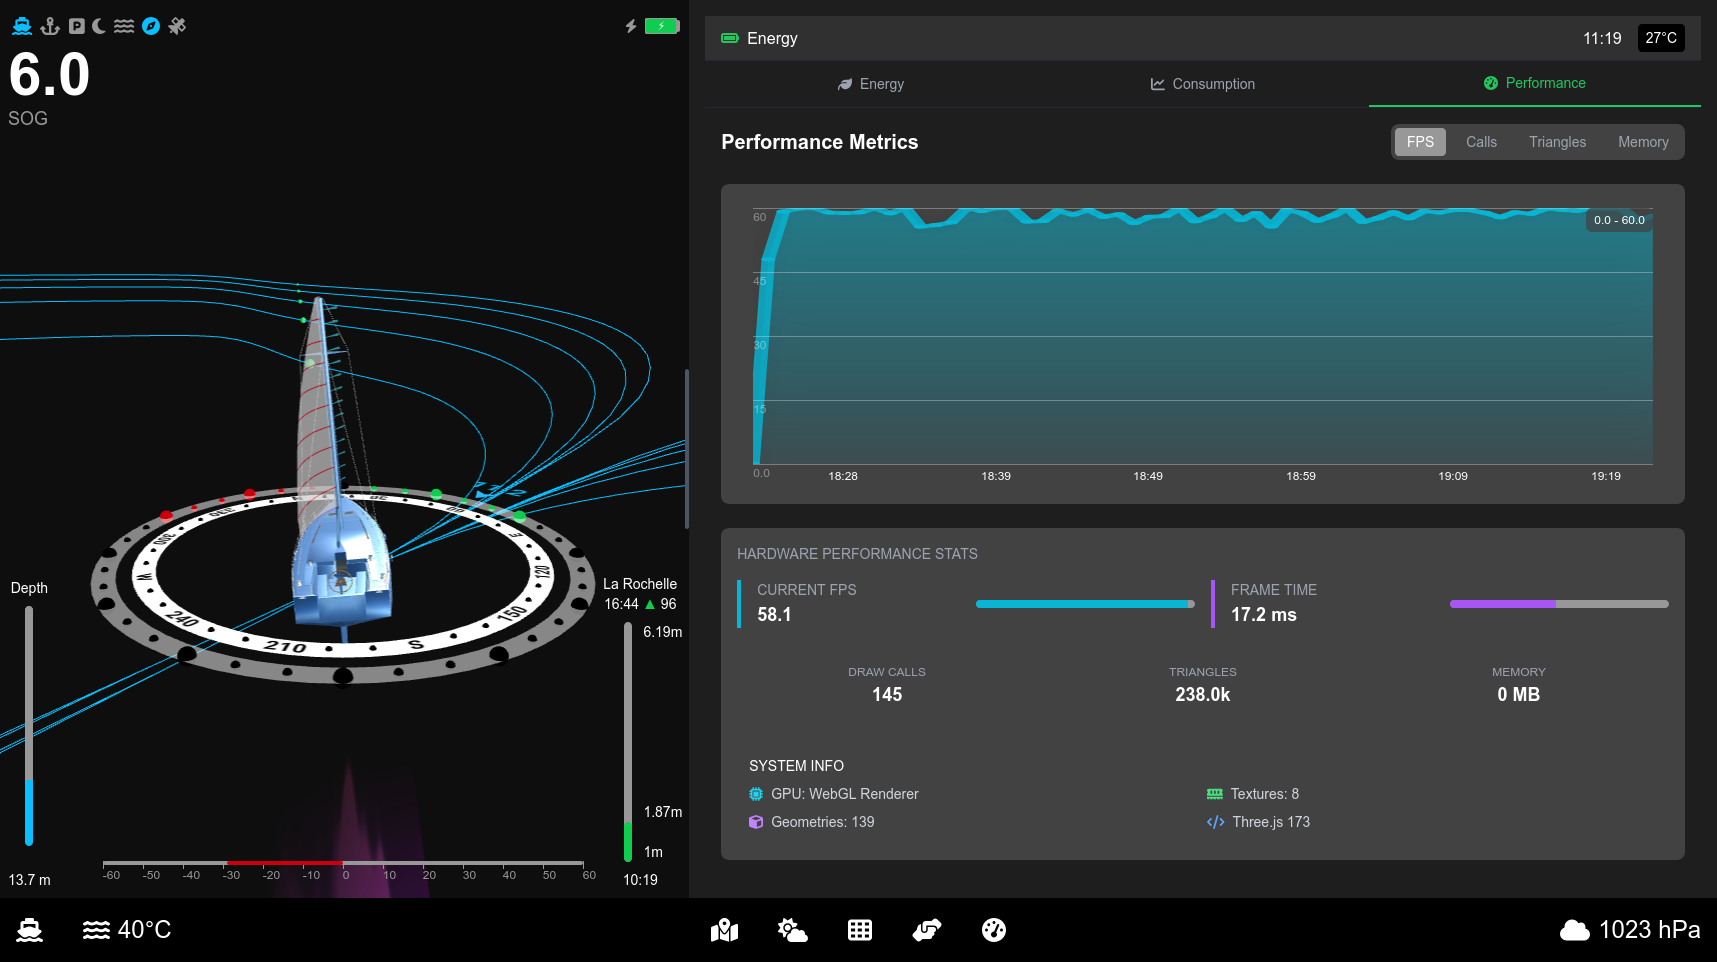 6.0
SOG
Energy
11:19
27°C
Energy
Consumption
Performance
Performance Metrics
FPS
Calls
Triangles
Memory
60
45
30
15
0.0
0.0 - 60.0
18:28
18:39
18:49
18:59
19:09
19:19
HARDWARE PERFORMANCE STATS
CURRENT FPS
58.1
FRAME TIME
17.2 ms
DRAW CALLS
145
TRIANGLES
238.0k
MEMORY
0 MB
SYSTEM INFO
GPU: WebGL Renderer
Textures: 8
Geometries: 139
Three.js 173
Depth
13.7 m
La Rochelle
16:44 ▲ 96
6.19m
1.87m
1m
10:19
330
N
30
60
E
120
150
S
210
240
W
300
-60
-50
-40
-30
-20
-10
0
10
20
30
40
50
60
40°C
1023 hPa